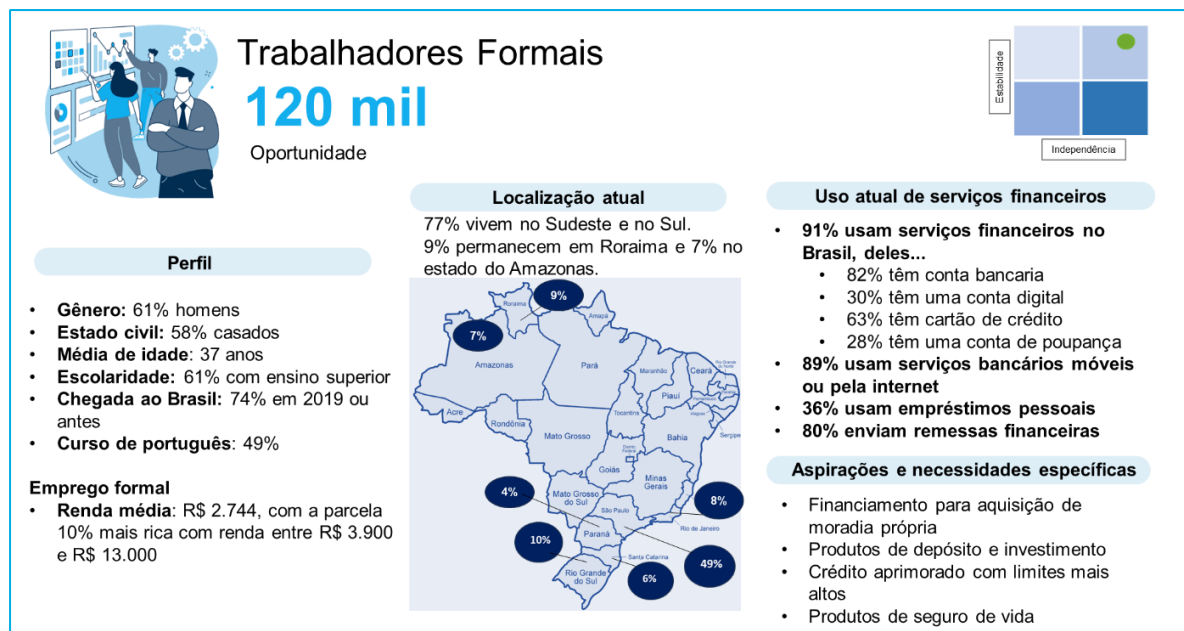 Trabalhadores Formais
120 mil
Oportunidade
Estabilidade
Independência
Perfil
• Gênero: 61% homens
• Estado civil: 58% casados
• Média de idade: 37 anos
• Escolaridade: 61% com ensino superior
• Chegada ao Brasil: 74% em 2019 ou
antes
• Curso de português: 49%
Emprego formal
• Renda média: R$ 2.744, com a parcela
10% mais rica com renda entre R$ 3.900
e R$ 13.000
Localização atual
77% vivem no Sudeste e no Sul.
9% permanecem em Roraima e 7% no
estado do Amazonas.
9%
Roraima
Amapá
7%
Amazonas
Pará
Maranhão
Ceará
Rio Grande
do Norte
Piauí
Pernambuco
Acre
Tocantins
Alagoas
Sergipe
Rondônia
Bahia
Mato Grosso
Distrito
Federal
Goiás
Minas
Gerais
4%
Mato Grosso
do Sul
8%
São Paulo
Rio de Janeiro
Paraná
10%
Santa Catarina
49%
Rio Grande
do Sul
6%
Uso atual de serviços financeiros
• 91% usam serviços financeiros no
Brasil, deles...
• 82% têm conta bancaria
• 30% têm uma conta digital
• 63% têm cartão de crédito
• 28% têm uma conta de poupança
• 89% usam serviços bancários móveis
ou pela internet
• 36% usam empréstimos pessoais
• 80% enviam remessas financeiras
Aspirações e necessidades específicas
• Financiamento para aquisição de
moradia própria
• Produtos de depósito e investimento
• Crédito aprimorado com limites mais
altos
• Produtos de seguro de vida